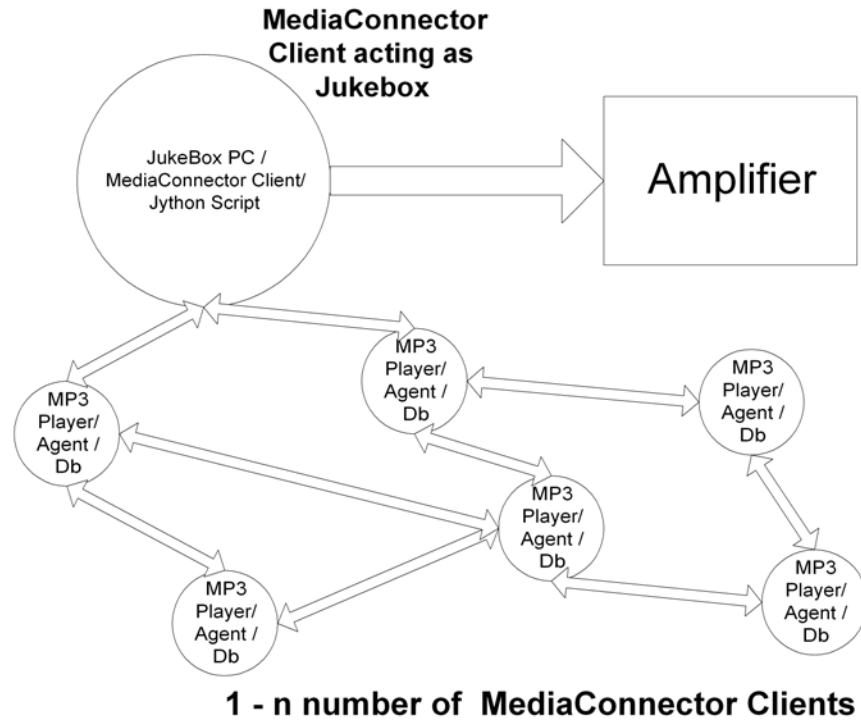 MediaConnector
Client acting as
Jukebox
JukeBox PC /
MediaConnector Client/
Jython Script
Amplifier
MP3
Player/
Agent /
Db
MP3
Player/
Agent /
Db
MP3
Player/
Agent /
Db
MP3
Player/
Agent /
Db
MP3
Player/
Agent /
Db
MP3
Player/
Agent /
Db
1 - n number of MediaConnector Clients